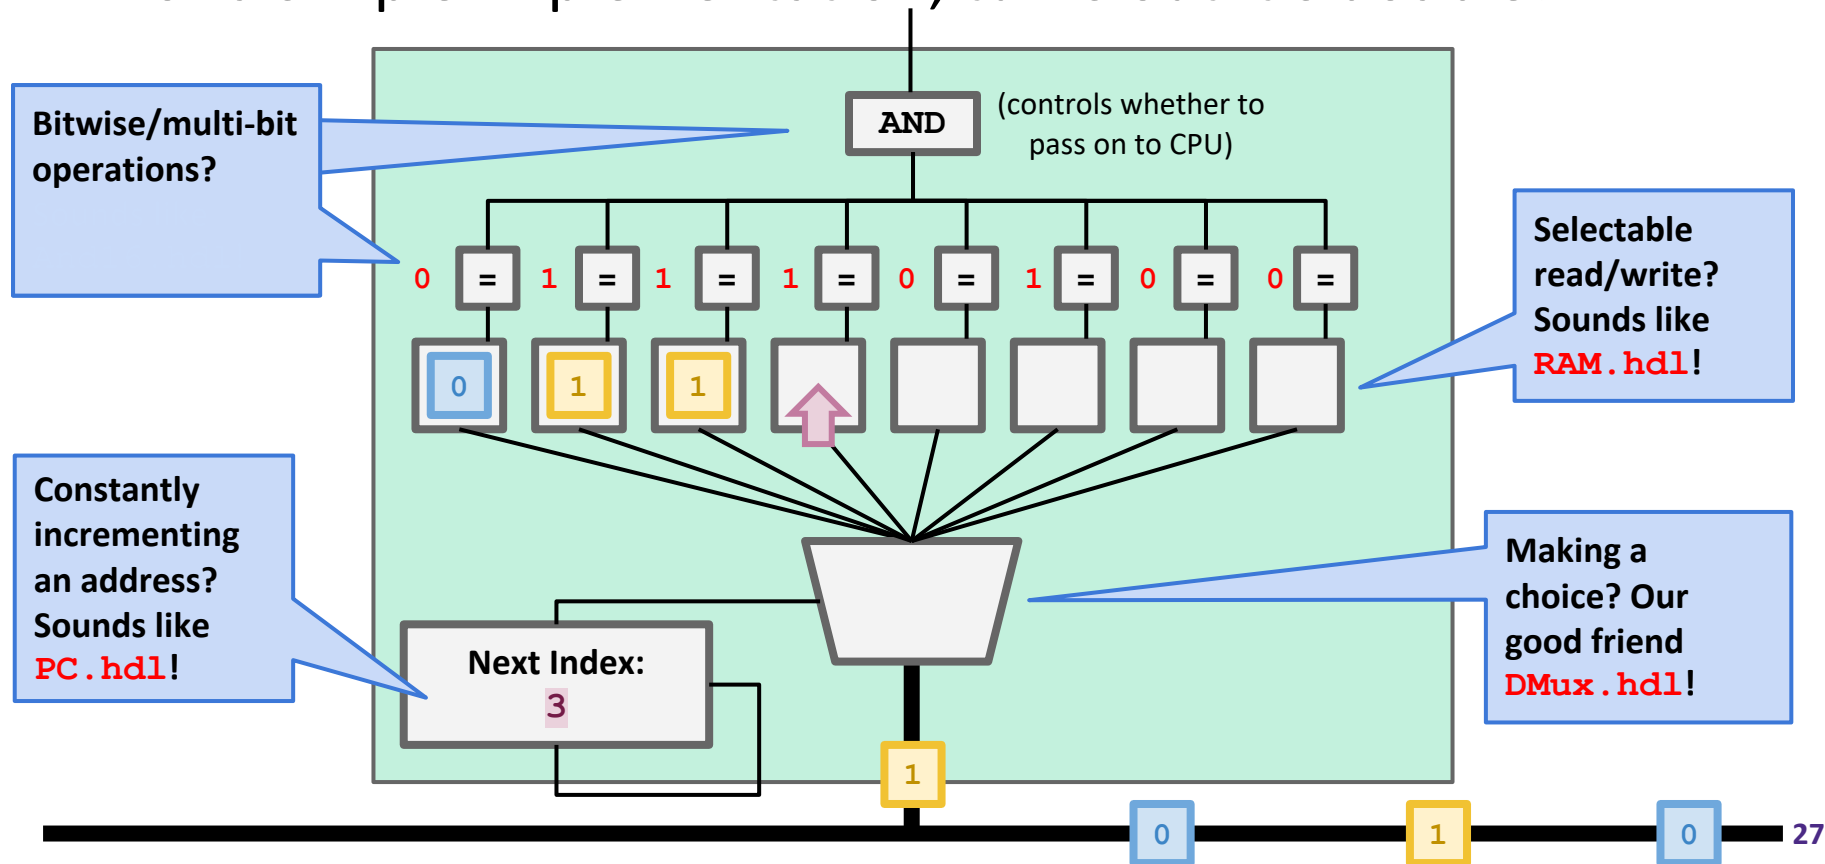 Bitwise/multi-bit
operations?
AND
(controls whether to
pass on to CPU)
0 = 1 = 1 = 1 = 0 = 1 = 0 = 0 =
0 1 1
Selectable
read/write?
Sounds like
RAM.hdl!
Constantly
incrementing
an address?
Sounds like
PC.hdl!
Next Index:
3
Making a
choice? Our
good friend
DMux.hdl!
1
0 1 0
27